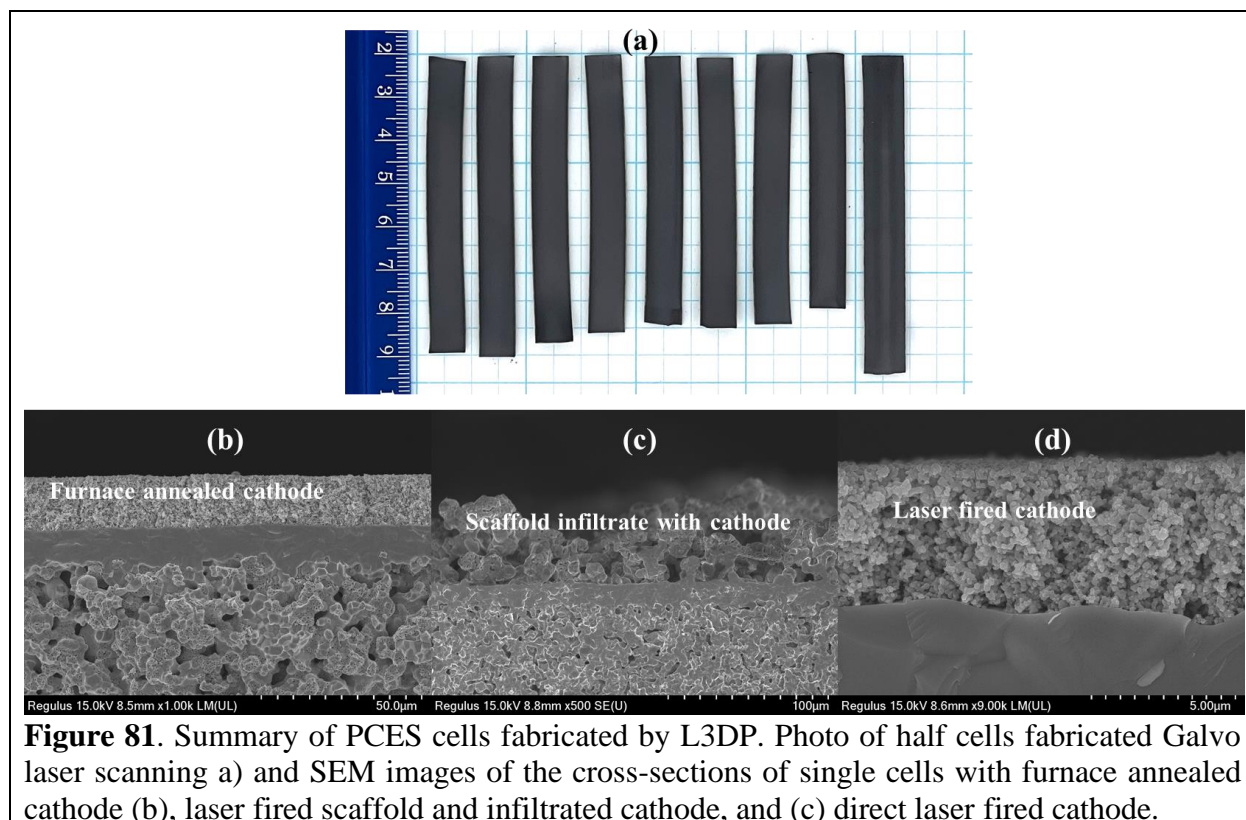 (a)
2
3
4
5
6
7
8
9
(b)
(c)
(d)
Furnace annealed cathode
Scaffold infiltrate with cathode
Laser fired cathode
Regulus 15.0kV 8.5mm x1.00k LM(UL) 50.0µm
Regulus 15.0kV 8.8mm x500 SE(U) 100µm
Regulus 15.0kV 8.6mm x9.00k LM(UL) 5.00µm
Figure 81. Summary of PCES cells fabricated by L3DP. Photo of half cells fabricated Galvo
laser scanning a) and SEM images of the cross-sections of single cells with furnace annealed
cathode (b), laser fired scaffold and infiltrated cathode, and (c) direct laser fired cathode.